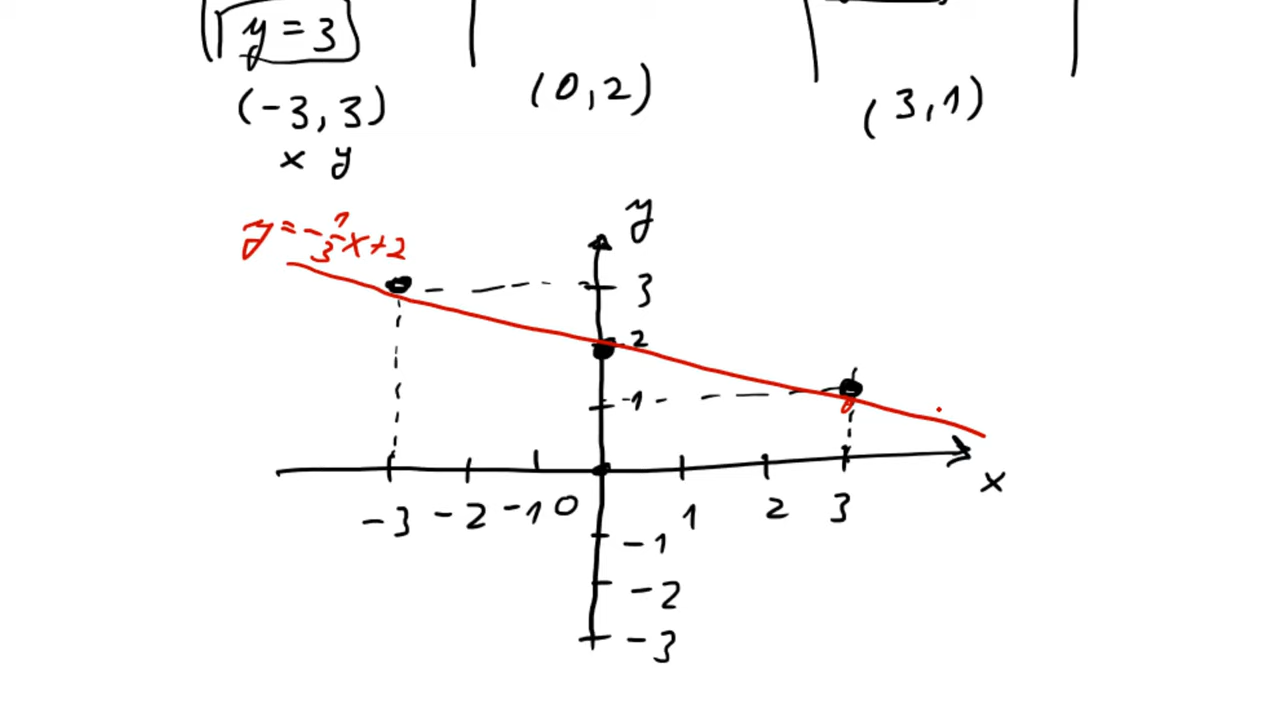 y = 3
(-3, 3)
(0, 2)
(3, 1)
x y
y = -1/3 x + 2
y
3
2
1
-3 -2 -1 0 1 2 3
x
-1
-2
-3